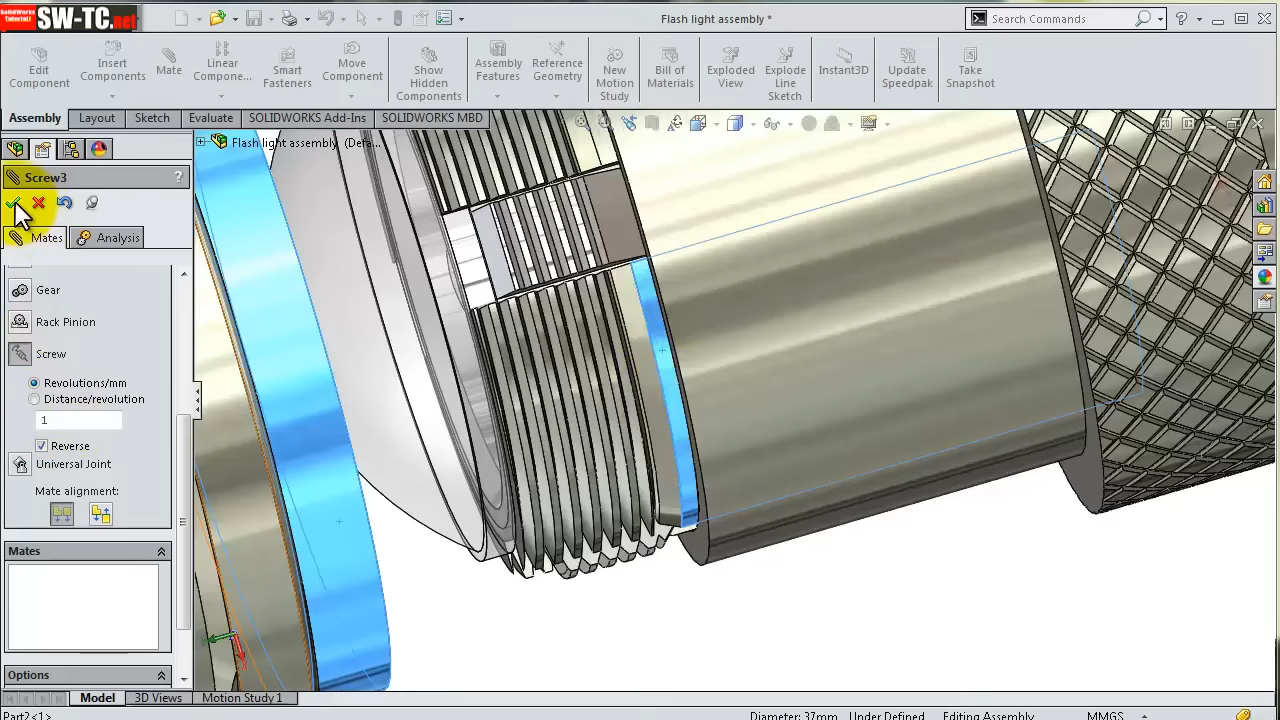 SolidWorks
Tutorial
SW-TC.net
Flash light assembly *
Search Commands
?
Edit
Component
Insert
Components
Mate
Linear
Compone...
Smart
Fasteners
Move
Component
Show
Hidden
Components
Assembly
Features
Reference
Geometry
New
Motion
Study
Bill of
Materials
Exploded
View
Explode
Line
Sketch
Instant3D
Update
Speedpak
Take
Snapshot
Assembly
Layout
Sketch
Evaluate
SOLIDWORKS Add-Ins
SOLIDWORKS MBD
Flash light assembly (Defa...
Screw3
?
Mates
Analysis
Gear
Rack Pinion
Screw
Revolutions/mm
Distance/revolution
1
Reverse
Universal Joint
Mate alignment:
Mates
Options
Model
3D Views
Motion Study 1
Part2<1>
Diameter: 37mm
Under Defined
Editing Assembly
MMGS